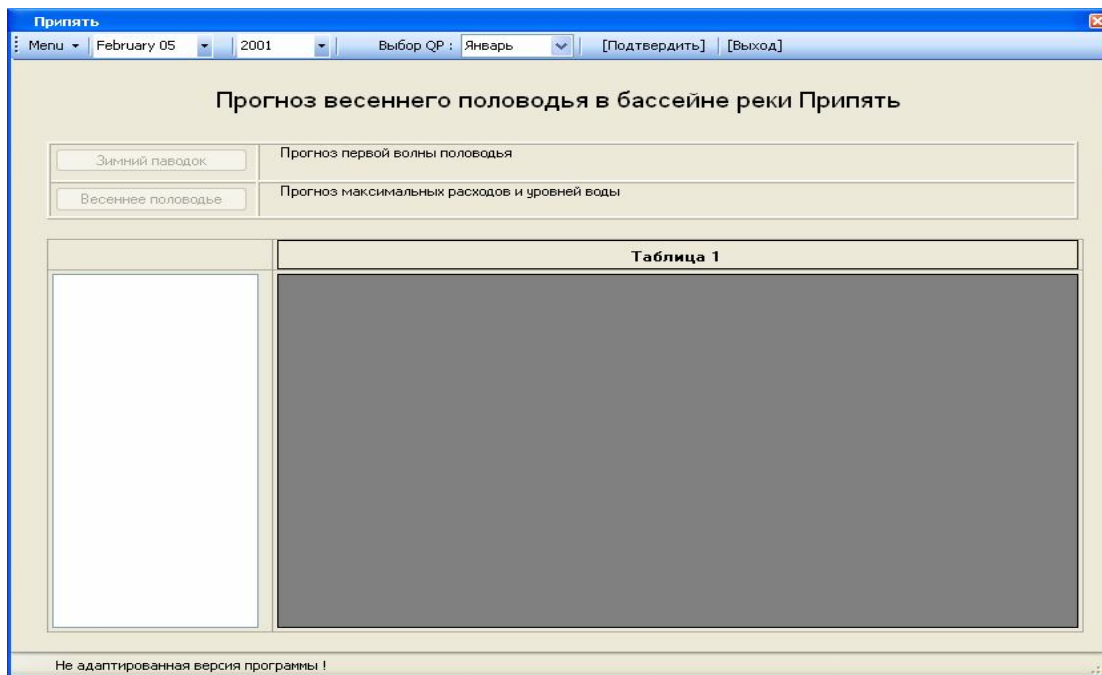 Припять
Menu February 05 2001 Выбор QP : Январь [Подтвердить] [Выход]
Прогноз весеннего половодья в бассейне реки Припять
Зимний паводок Прогноз первой волны половодья
Весеннее половодье Прогноз максимальных расходов и уровней воды
Таблица 1
Не адаптированная версия программы !